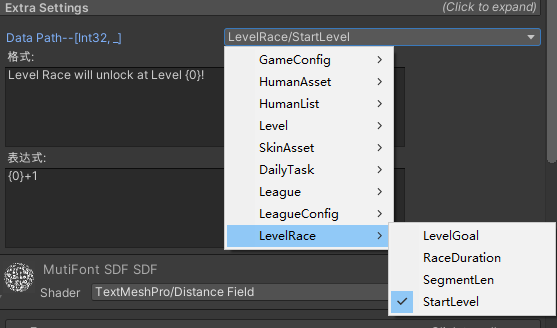 Extra Settings
(Click to expand)
Data Path--[Int32, _]
LevelRace/StartLevel
格式:
Level Race will unlock at Level {0}!
表达式:
{0}+1
GameConfig
HumanAsset
HumanList
Level
SkinAsset
DailyTask
League
LeagueConfig
LevelRace
LevelGoal
RaceDuration
SegmentLen
StartLevel
MutiFont SDF SDF
Shader
TextMeshPro/Distance Field